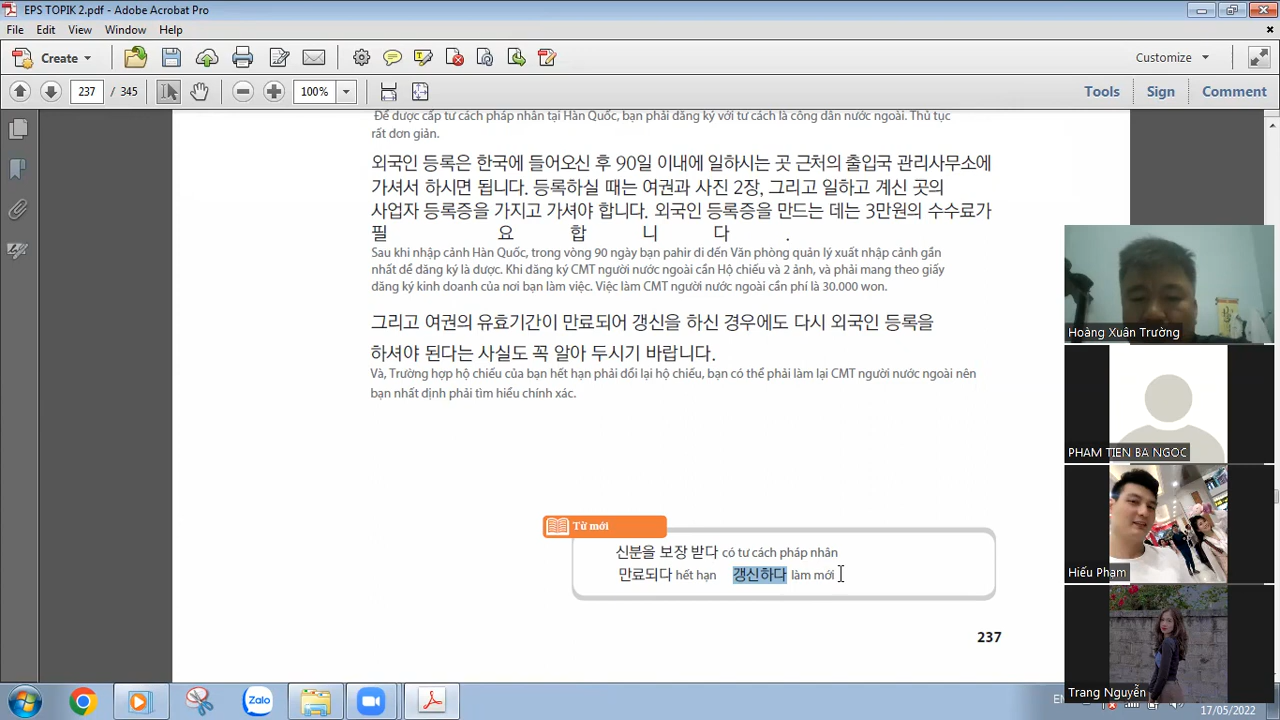 EPS TOPIK 2.pdf - Adobe Acrobat Pro
File Edit View Window Help
Create
Customize
237 / 345
100%
Tools Sign Comment
Để được cấp tư cách pháp nhân tại Hàn Quốc, bạn phải đăng ký với tư cách là công dân nước ngoài. Thủ tục
rất đơn giản.
외국인 등록은 한국에 들어오신 후 90일 이내에 일하시는 곳 근처의 출입국 관리사무소에
가셔서 하시면 됩니다. 등록하실 때는 여권과 사진 2장, 그리고 일하고 계신 곳의
사업자 등록증을 가지고 가셔야 합니다. 외국인 등록증을 만드는 데는 3만원의 수수료가
필 요 합 니 다 .
Sau khi nhập cảnh Hàn Quốc, trong vòng 90 ngày bạn pahir di đến Văn phòng quản lý xuất nhập cảnh gần
nhất để đăng ký là được. Khi đăng ký CMT người nước ngoài cần Hộ chiếu và 2 ảnh, và phải mang theo giấy
đăng ký kinh doanh của nơi bạn làm việc. Việc làm CMT người nước ngoài cần phí là 30.000 won.
그리고 여권의 유효기간이 만료되어 갱신을 하신 경우에도 다시 외국인 등록을
하셔야 된다는 사실도 꼭 알아 두시기 바랍니다.
Và, Trường hợp hộ chiếu của bạn hết hạn phải đổi lại hộ chiếu, bạn có thể phải làm lại CMT người nước ngoài nên
bạn nhất định phải tìm hiểu chính xác.
Từ mới
신분을 보장 받다 có tư cách pháp nhân
만료되다 hết hạn 갱신하다 làm mới
237
Hoàng Xuân Trường
PHAM TIEN BA NGOC
Hiếu Phạm
Trang Nguyễn
Zalo
EN
17/05/2022